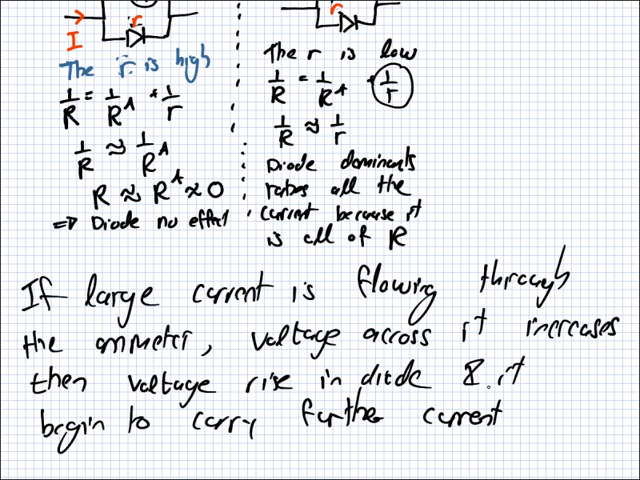 r
I
The r is high
1/R = 1/R^A + 1/r
1/R ≈ 1/R^A
R ≈ R^A ≈ 0
⇒ Diode no effect
r
The r is low
1/R = 1/R^A + 1/r
1/R ≈ 1/r
Diode dominants
takes all the
current because it
is all of R
If large current is flowing through
the ammeter, voltage across it increases
then voltage rise in diode & it
begin to carry further current